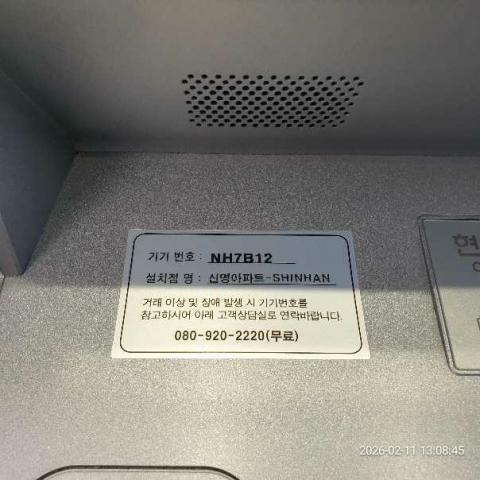 기기 번호 : NH7B12
설치점 명 : 신명아파트-SHINHAN
거래 이상 및 장애 발생 시 기기번호를
참고하시어 아래 고객상담실로 연락바랍니다.
080-920-2220(무료)
현
2026-02-11 13:08:45